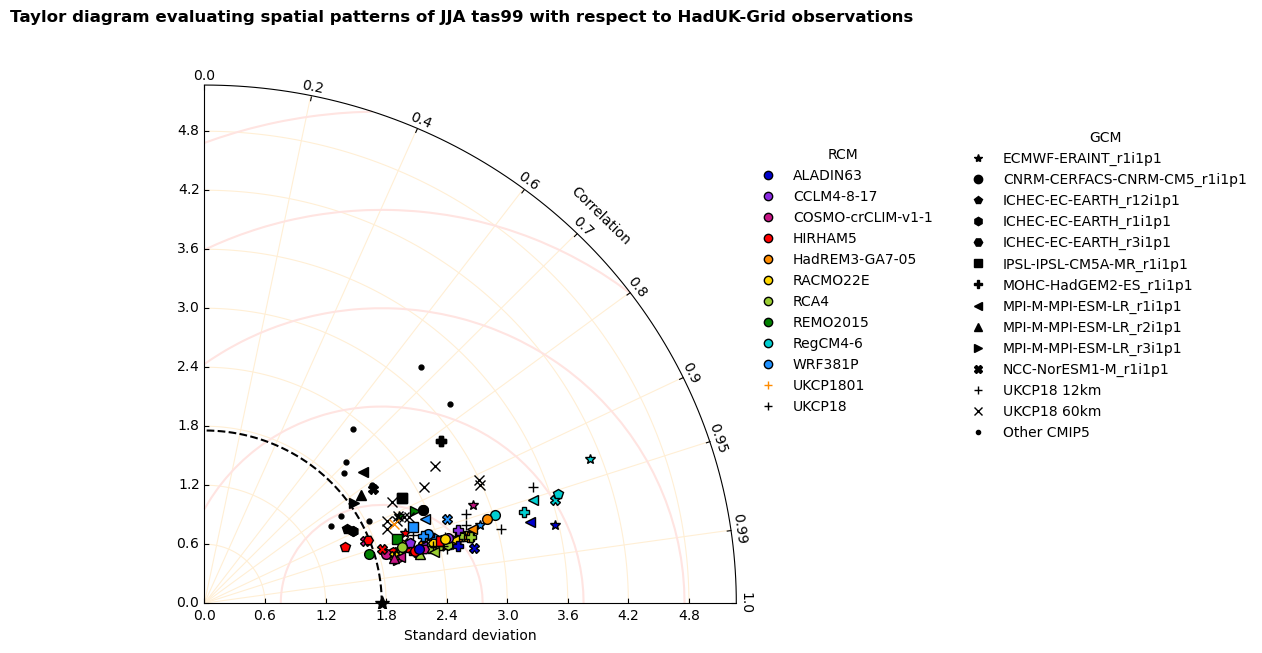 Taylor diagram evaluating spatial patterns of JJA tas99 with respect to HadUK-Grid observations
0.0
0.2
0.4
0.6
Correlation
0.7
0.8
0.9
0.95
0.99
1.0
4.8
4.2
3.6
3.0
2.4
1.8
1.2
0.6
0.0
0.0
0.6
1.2
1.8
2.4
3.0
3.6
4.2
4.8
Standard deviation
RCM
ALADIN63
CCLM4-8-17
COSMO-crCLIM-v1-1
HIRHAM5
HadREM3-GA7-05
RACMO22E
RCA4
REMO2015
RegCM4-6
WRF381P
UKCP1801
UKCP18
GCM
ECMWF-ERAINT_r1i1p1
CNRM-CERFACS-CNRM-CM5_r1i1p1
ICHEC-EC-EARTH_r12i1p1
ICHEC-EC-EARTH_r1i1p1
ICHEC-EC-EARTH_r3i1p1
IPSL-IPSL-CM5A-MR_r1i1p1
MOHC-HadGEM2-ES_r1i1p1
MPI-M-MPI-ESM-LR_r1i1p1
MPI-M-MPI-ESM-LR_r2i1p1
MPI-M-MPI-ESM-LR_r3i1p1
NCC-NorESM1-M_r1i1p1
UKCP18 12km
UKCP18 60km
Other CMIP5